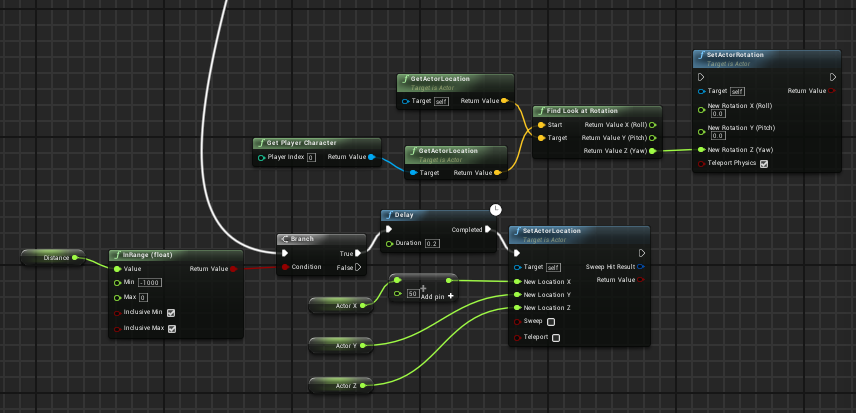 SetActorRotation
Target is Actor
Target self
Return Value
New Rotation X (Roll)
0.0
New Rotation Y (Pitch)
0.0
New Rotation Z (Yaw)
Teleport Physics
GetActorLocation
Target is Actor
Target self
Return Value
Find Look at Rotation
Start
Return Value X (Roll)
Target
Return Value Y (Pitch)
Return Value Z (Yaw)
Get Player Character
Player Index 0
Return Value
GetActorLocation
Target is Actor
Target
Return Value
Delay
Completed
Duration 0.2
SetActorLocation
Target is Actor
Target self
Sweep Hit Result
New Location X
Return Value
New Location Y
New Location Z
Sweep
Teleport
Branch
True
Condition
False
Distance
InRange (float)
Value
Return Value
Min -1000
Max 0
Inclusive Min
Inclusive Max
50
Add pin +
Actor X
Actor Y
Actor Z